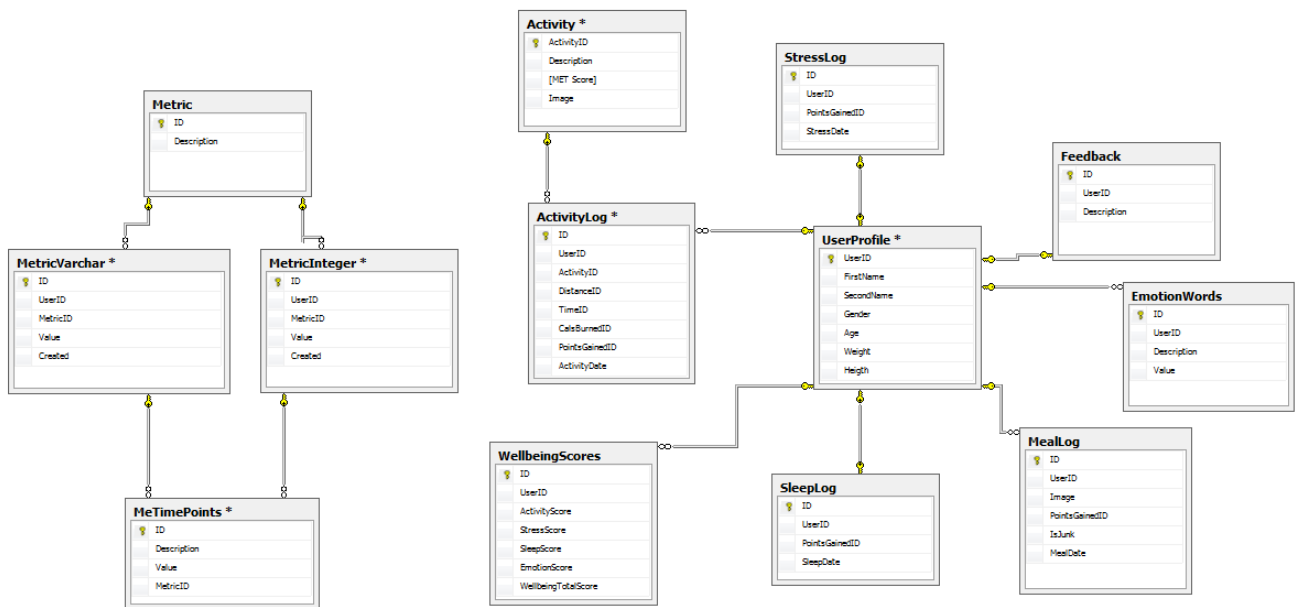 Activity *
ActivityID
Description
[MET Score]
Image
StressLog
ID
UserID
PointsGainedID
StressDate
Metric
ID
Description
Feedback
ID
UserID
Description
ActivityLog *
ID
UserID
ActivityID
DistanceID
TimeID
CalsBurnedID
PointsGainedID
ActivityDate
UserProfile *
UserID
FirstName
SecondName
Gender
Age
Weight
Heigth
MetricVarchar *
ID
UserID
MetricID
Value
Created
MetricInteger *
ID
UserID
MetricID
Value
Created
EmotionWords
ID
UserID
Description
Value
WellbeingScores
ID
UserID
ActivityScore
StressScore
SleepScore
EmotionScore
WellbeingTotalScore
SleepLog
ID
UserID
PointsGainedID
SleepDate
MealLog
ID
UserID
Image
PointsGainedID
IsJunk
MealDate
MeTimePoints *
ID
Description
Value
MetricID